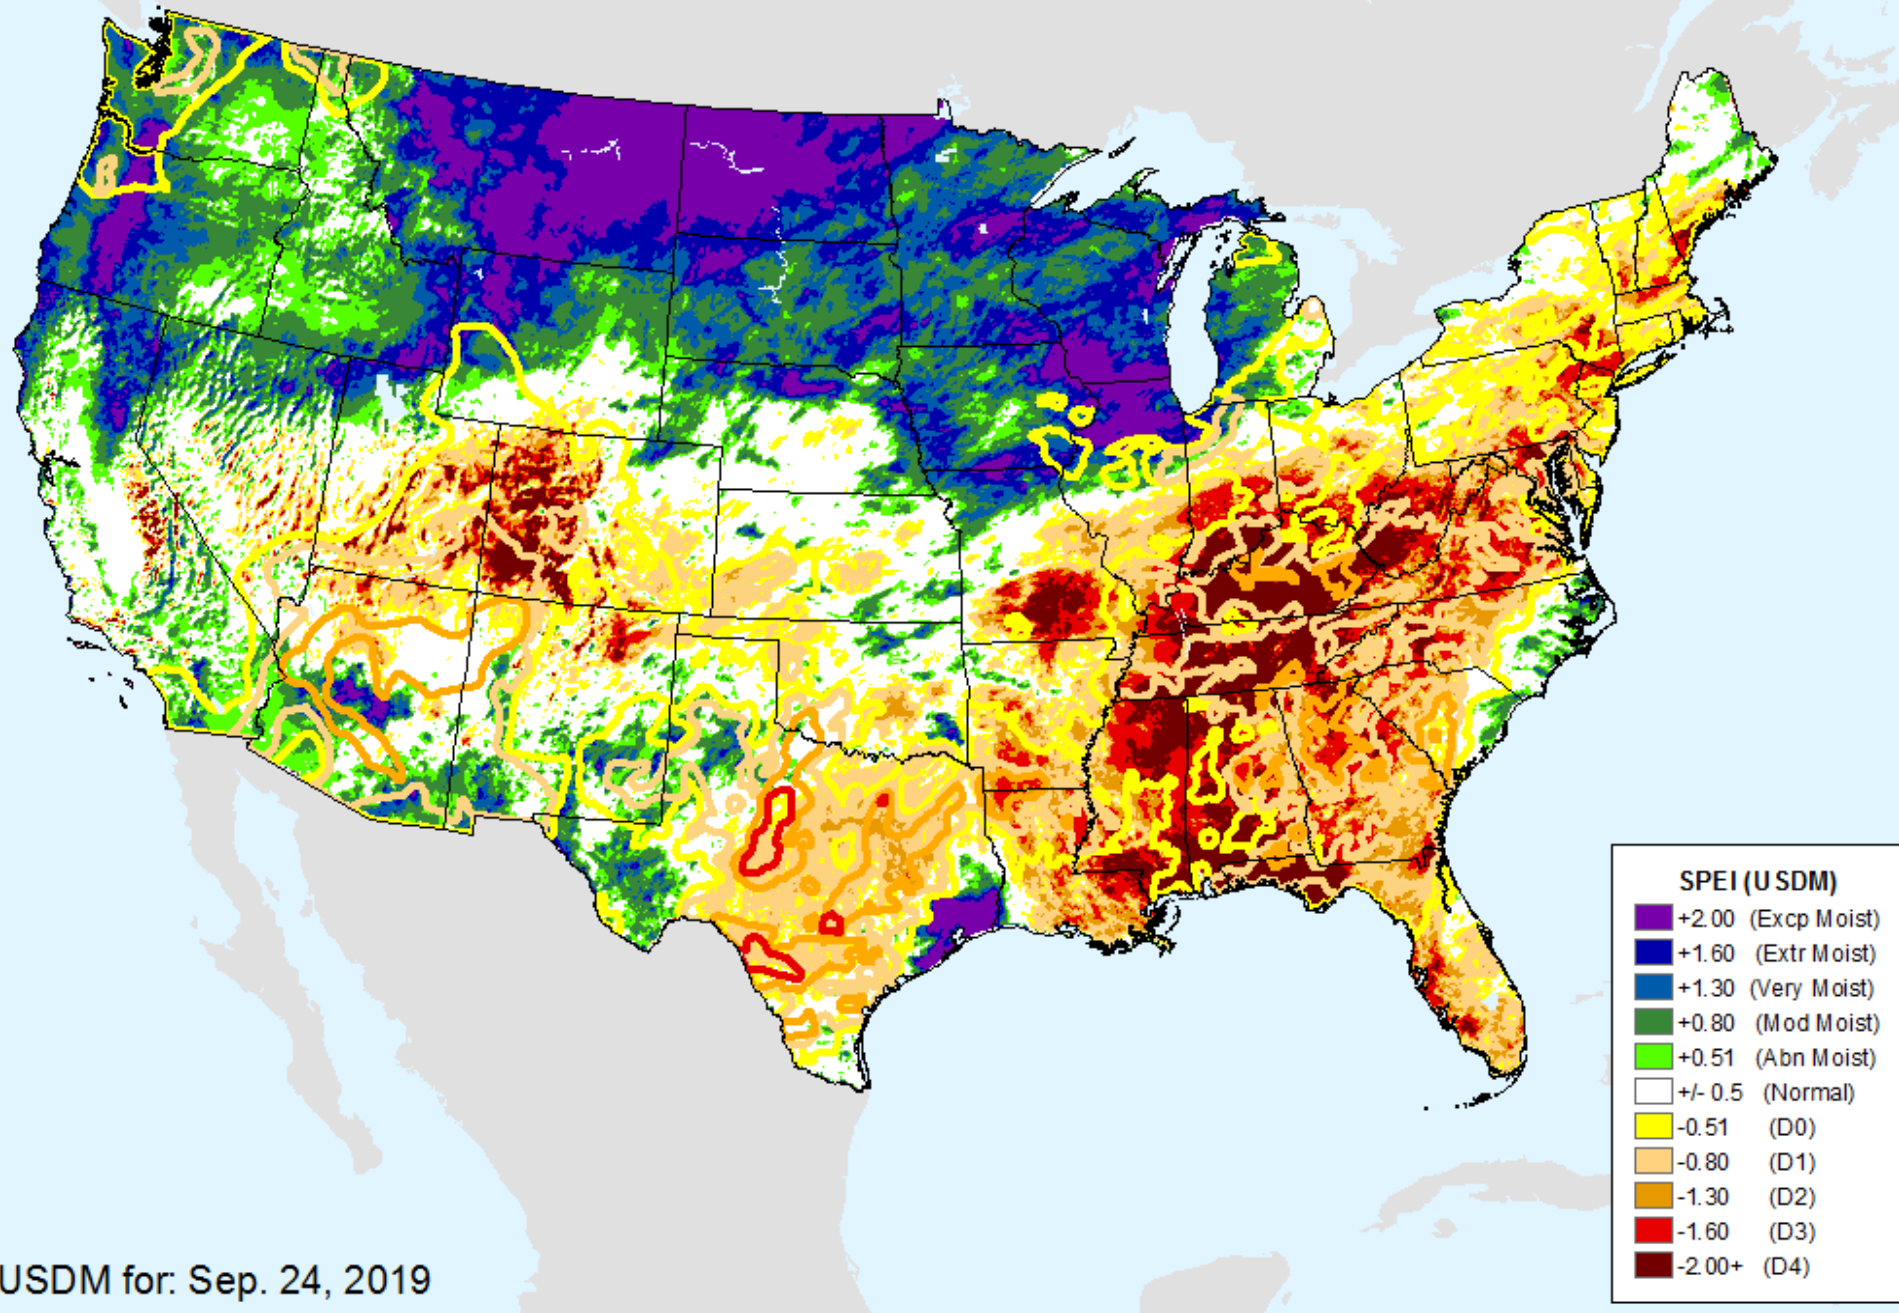 SPEI (USDM)
+2.00 (Excp Moist)
+1.60 (Extr Moist)
+1.30 (Very Moist)
+0.80 (Mod Moist)
+0.51 (Abn Moist)
+/- 0.5 (Normal)
-0.51 (D0)
-0.80 (D1)
-1.30 (D2)
-1.60 (D3)
-2.00+ (D4)
USDM for: Sep. 24, 2019